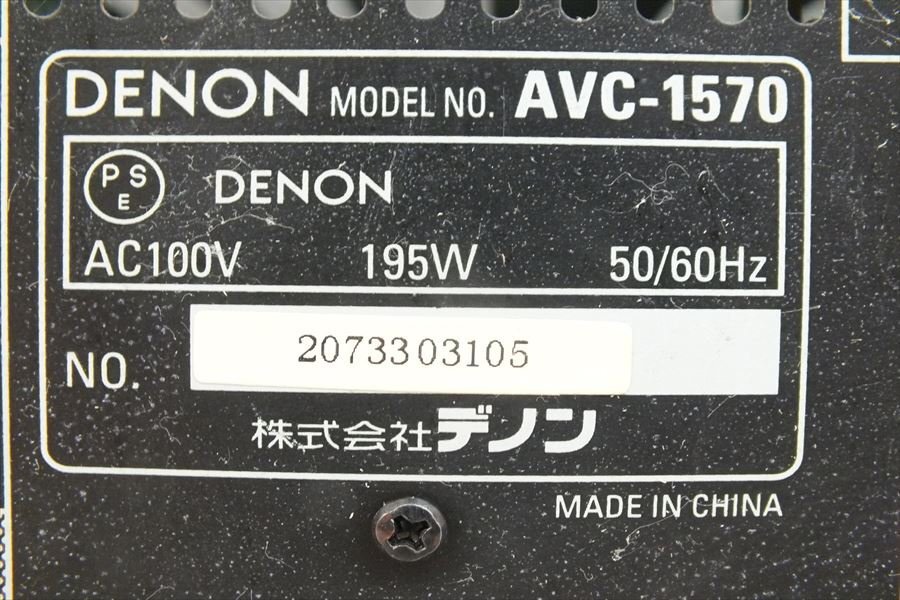 DENON MODEL NO. AVC-1570
PSE DENON
AC100V 195W 50/60Hz
NO. 2073303105
株式会社デノン
MADE IN CHINA